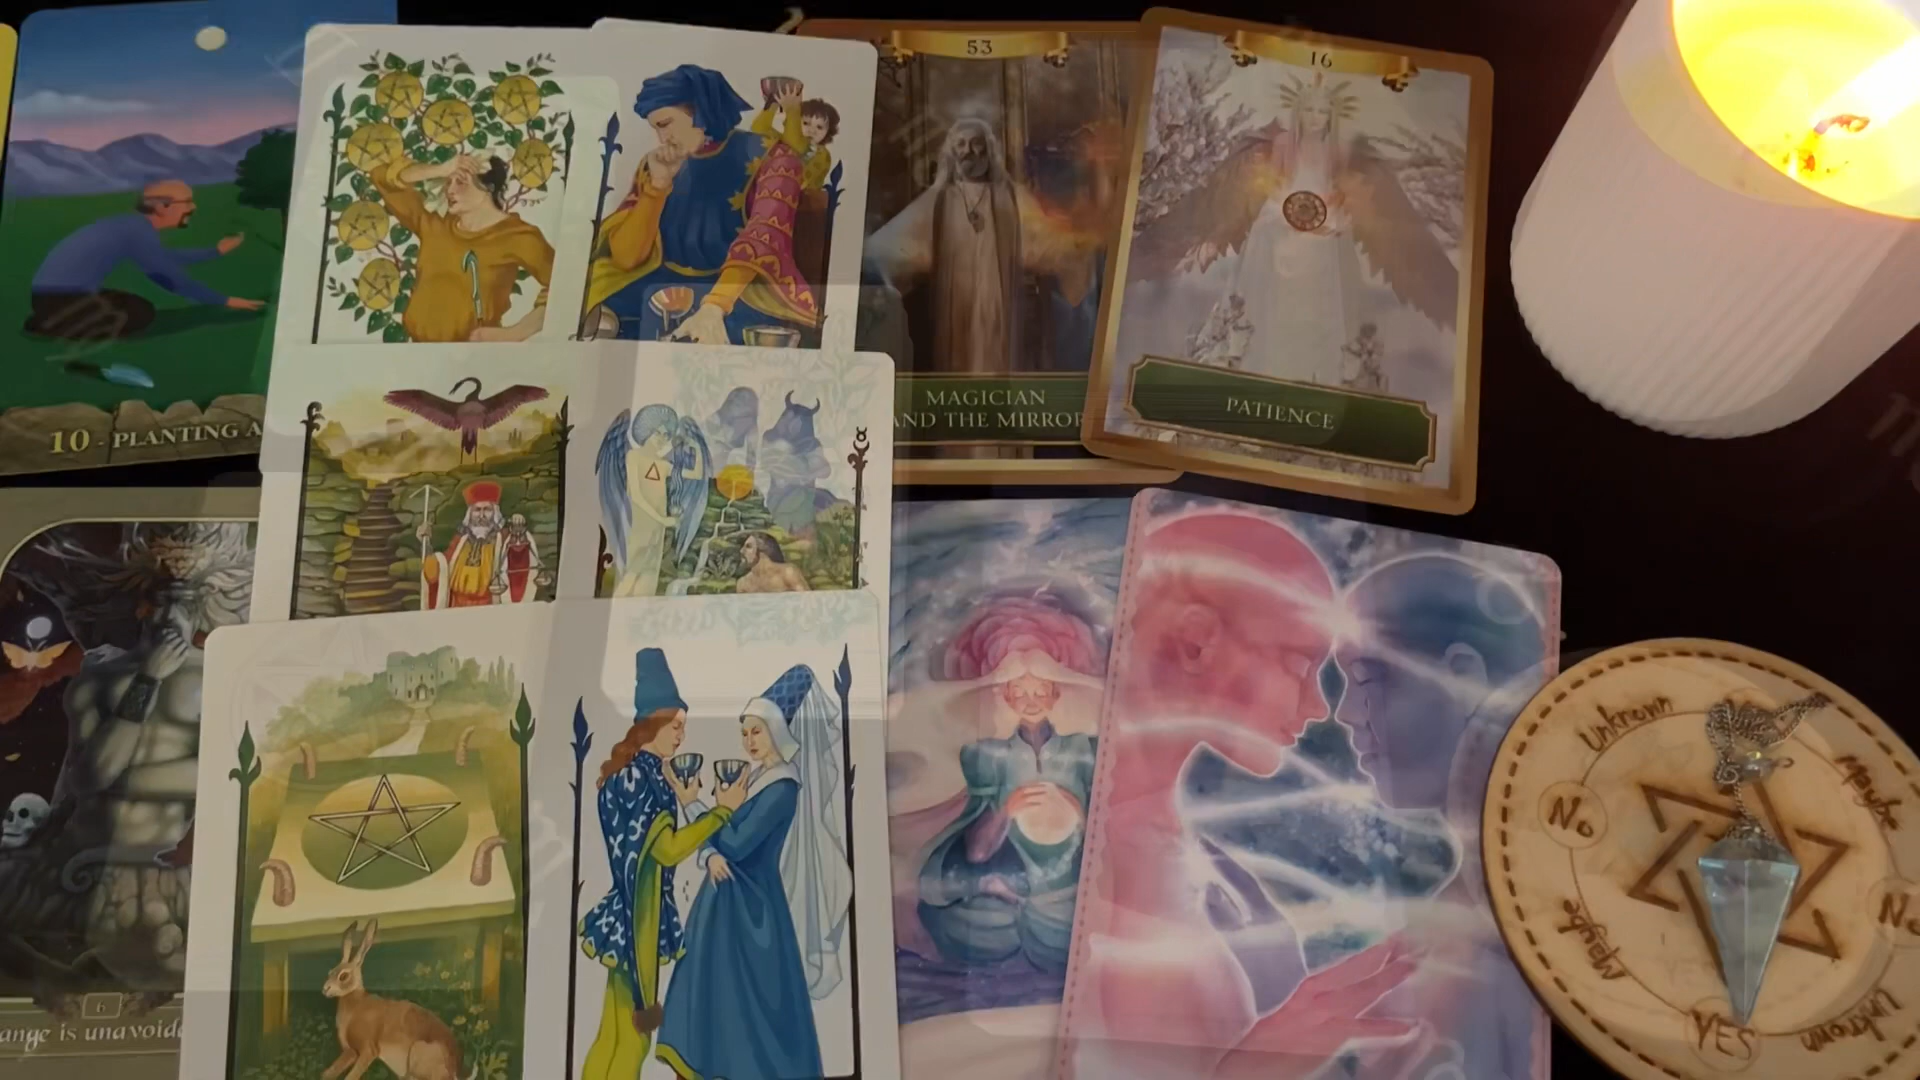 53
16
MAGICIAN
AND THE MIRROR
PATIENCE
10 - PLANTING A
6
ange is unavoid
Unknown
Maybe
No
No
Maybe
YES
Unknown